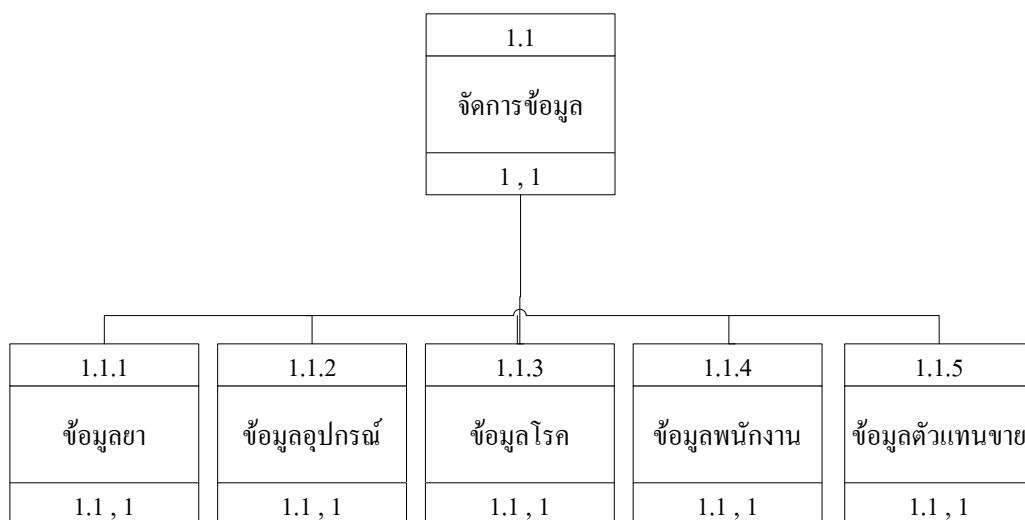 1.1
จัดการข้อมูล
1 , 1
1.1.1 1.1.2 1.1.3 1.1.4 1.1.5
ข้อมูลยา ข้อมูลอุปกรณ์ ข้อมูลโรค ข้อมูลพนักงาน ข้อมูลตัวแทนขาย
1.1 , 1 1.1 , 1 1.1 , 1 1.1 , 1 1.1 , 1